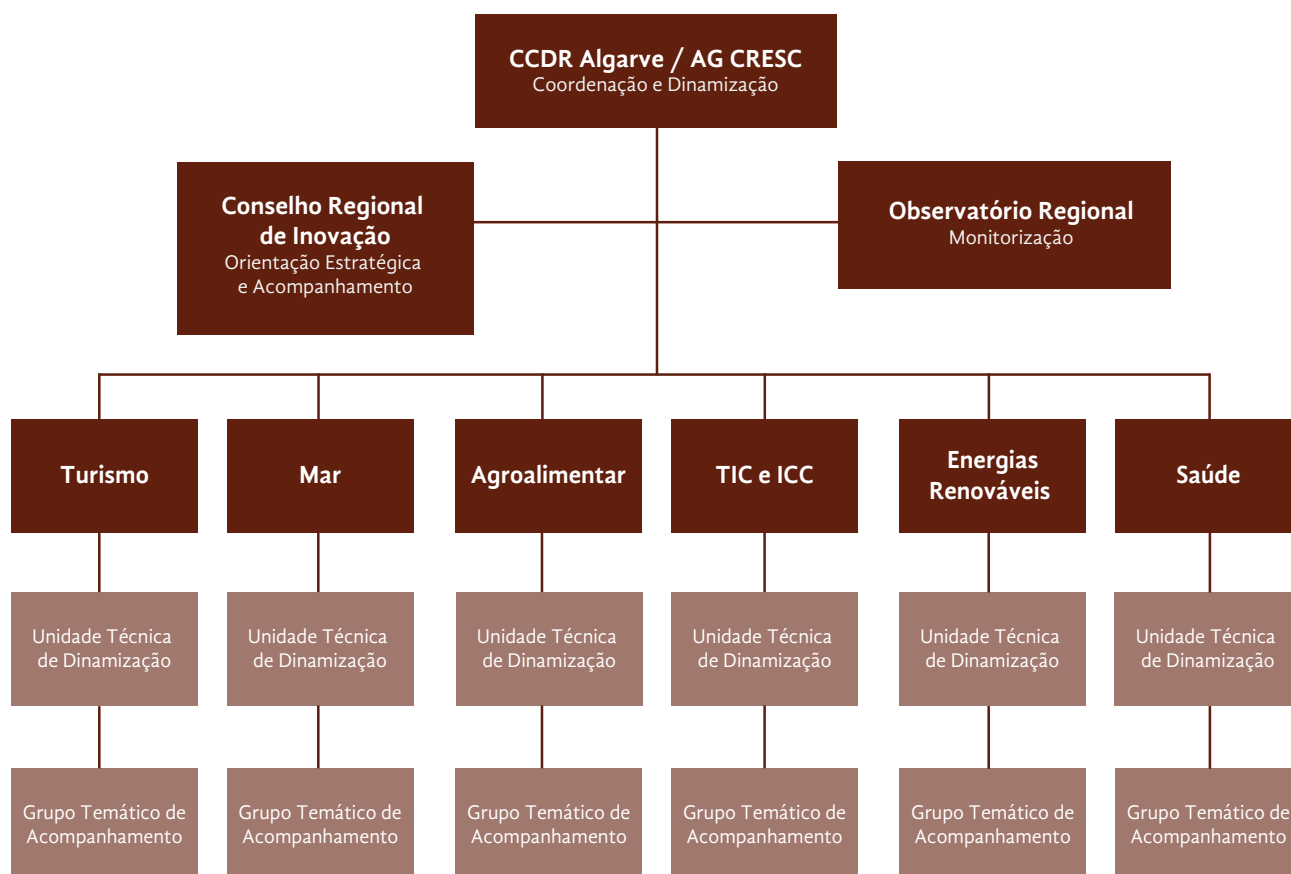 CCDR Algarve / AG CRESC
Coordenação e Dinamização
Conselho Regional
de Inovação
Orientação Estratégica
e Acompanhamento
Observatório Regional
Monitorização
Turismo
Mar
Agroalimentar
TIC e ICC
Energias
Renováveis
Saúde
Unidade Técnica
de Dinamização
Unidade Técnica
de Dinamização
Unidade Técnica
de Dinamização
Unidade Técnica
de Dinamização
Unidade Técnica
de Dinamização
Unidade Técnica
de Dinamização
Grupo Temático de
Acompanhamento
Grupo Temático de
Acompanhamento
Grupo Temático de
Acompanhamento
Grupo Temático de
Acompanhamento
Grupo Temático de
Acompanhamento
Grupo Temático de
Acompanhamento